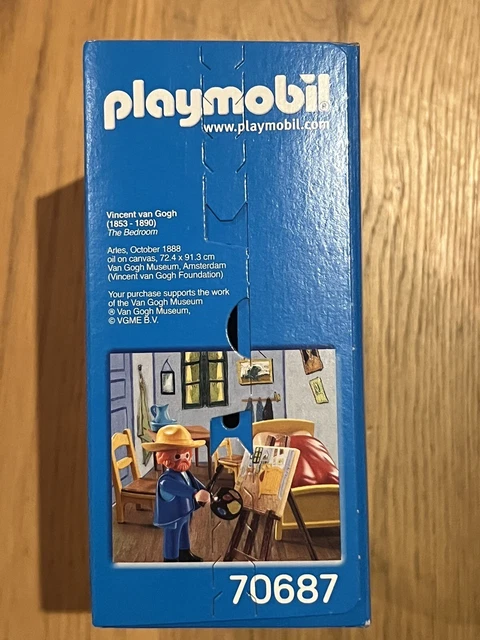 playmobil
www.playmobil.com
Vincent van Gogh
(1853 - 1890)
The Bedroom
Arles, October 1888
oil on canvas, 72.4 x 91.3 cm
Van Gogh Museum, Amsterdam
(Vincent van Gogh Foundation)
Your purchase supports the work
of the Van Gogh Museum
® Van Gogh Museum,
© VGME B.V.
70687